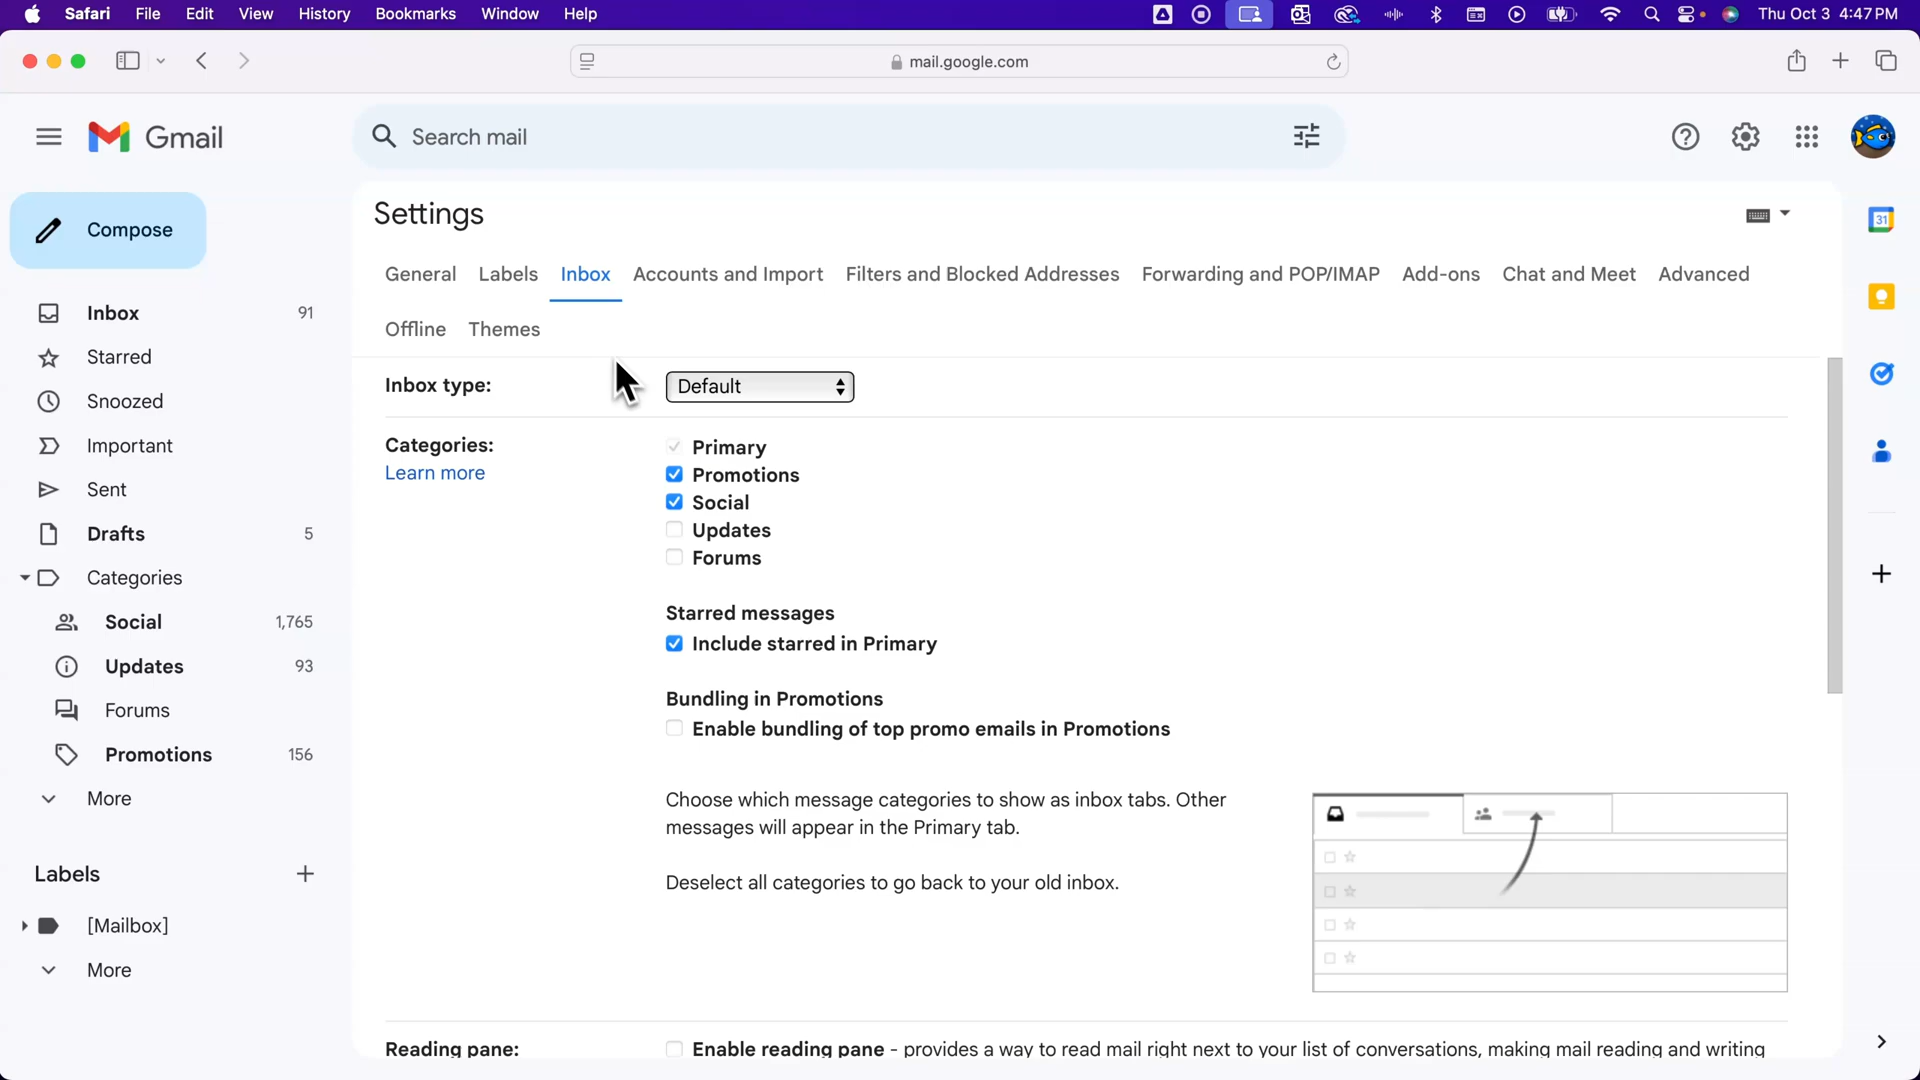 Safari File Edit View History Bookmarks Window Help Thu Oct 3 4:47 PM
mail.google.com
Gmail
Search mail
Compose
Inbox 91
Starred
Snoozed
Important
Sent
Drafts 5
Categories
Social 1,765
Updates 93
Forums
Promotions 156
More
Labels
[Mailbox]
More
Settings
General Labels Inbox Accounts and Import Filters and Blocked Addresses Forwarding and POP/IMAP Add-ons Chat and Meet Advanced
Offline Themes
Inbox type: Default
Categories:
Learn more
Primary
Promotions
Social
Updates
Forums
Starred messages
Include starred in Primary
Bundling in Promotions
Enable bundling of top promo emails in Promotions
Choose which message categories to show as inbox tabs. Other
messages will appear in the Primary tab.
Deselect all categories to go back to your old inbox.
Reading pane: Enable reading pane - provides a way to read mail right next to your list of conversations, making mail reading and writing
31